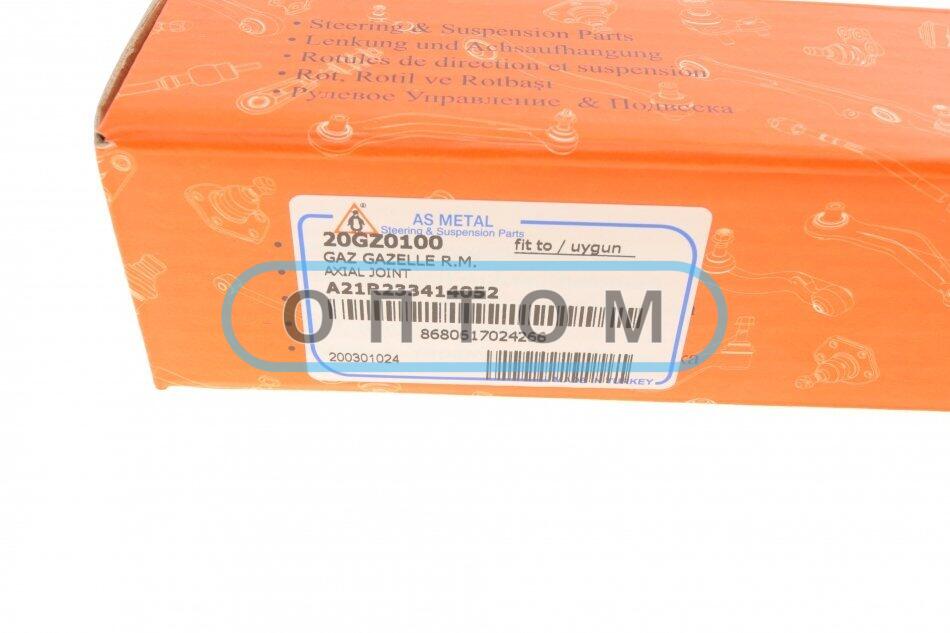 • Steering & Suspension Parts
• Lenkung und Achsaufhangung
• Rotules de direction et suspension
• Rot, Rotil ve Rotbaşı
• Рулевое Управление & Подвеска
AS METAL
Steering & Suspension Parts
20GZ0100
fit to / uygun
GAZ GAZELLE R.M.
AXIAL JOINT
A21R233414052
ОПТОМ
8680517024266
200301024
MADE IN TURKEY